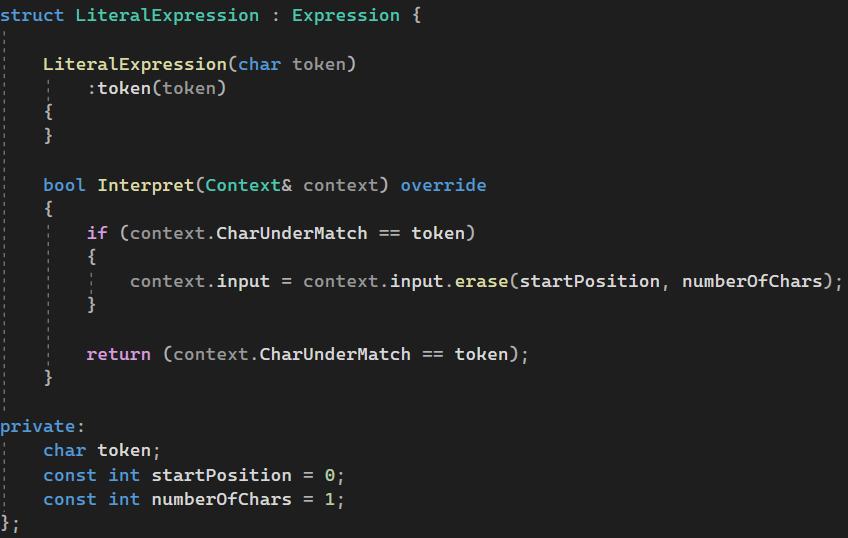 struct LiteralExpression : Expression {
LiteralExpression(char token)
:token(token)
{
}
bool Interpret(Context& context) override
{
if (context.CharUnderMatch == token)
{
context.input = context.input.erase(startPosition, numberOfChars);
}
return (context.CharUnderMatch == token);
}
private:
char token;
const int startPosition = 0;
const int numberOfChars = 1;
};